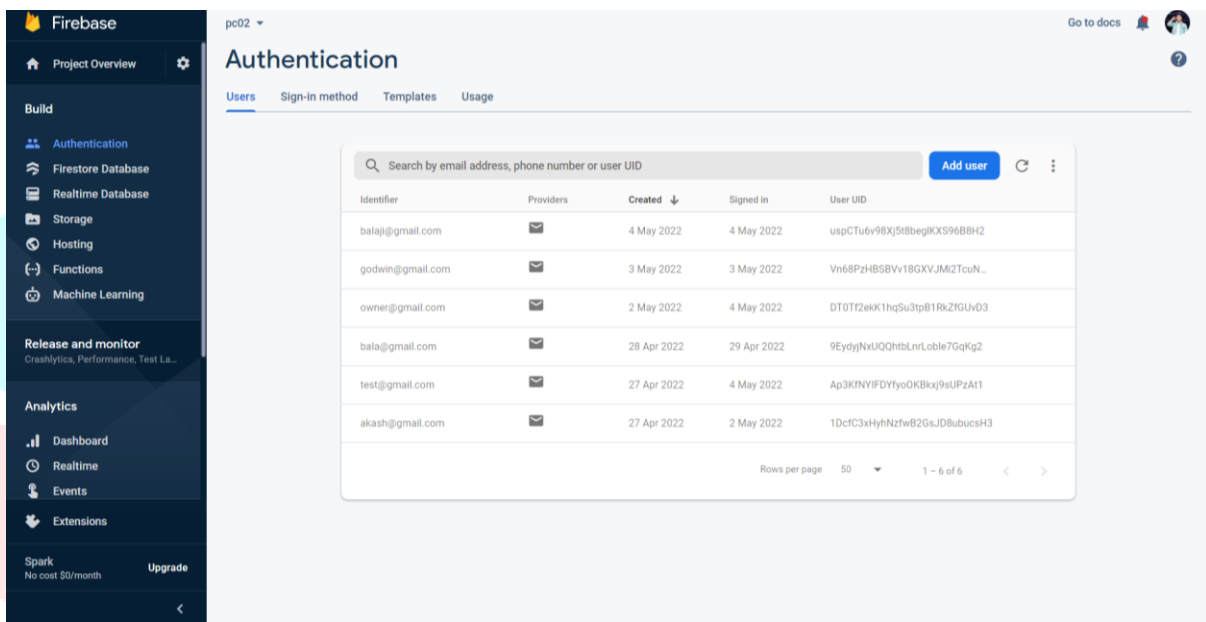 Firebase
pc02
Go to docs
Project Overview
Authentication
Users Sign-in method Templates Usage
Build
Authentication
Firestore Database
Realtime Database
Storage
Hosting
Functions
Machine Learning
Release and monitor
Crashlytics, Performance, Test La...
Analytics
Dashboard
Realtime
Events
Extensions
Spark
No cost $0/month
Upgrade
Search by email address, phone number or user UID
Add user
Identifier Providers Created Signed in User UID
balaji@gmail.com 4 May 2022 4 May 2022 uspCTu6v98Xj5t8beglKXS96B8H2
godwin@gmail.com 3 May 2022 3 May 2022 Vn68PzHBSBVv18GXVJMi2TcuN...
owner@gmail.com 2 May 2022 4 May 2022 DT0Tf2ekK1hqSu3tpB1RkZfGUvD3
bala@gmail.com 28 Apr 2022 29 Apr 2022 9EydyjNxUQQhtbLnrLoble7GqKg2
test@gmail.com 27 Apr 2022 4 May 2022 Ap3KfNYIFDYfyoOKBkxj9sUPzAt1
akash@gmail.com 27 Apr 2022 2 May 2022 1DcfC3xHyhNzfwB2GsJD8ubucsH3
Rows per page 50 1 – 6 of 6